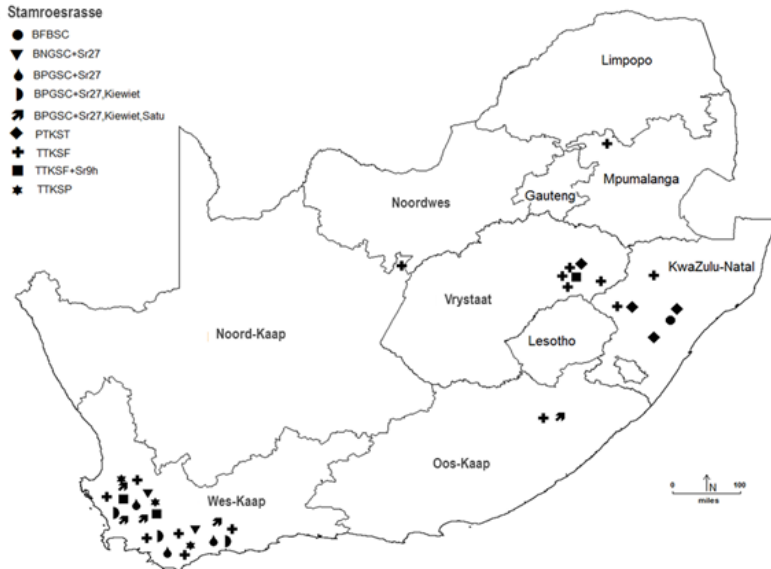 Stamroesrasse
BFBSC
BNGSC+Sr27
BPGSC+Sr27
BPGSC+Sr27,Kiewiet
BPGSC+Sr27,Kiewiet,Satu
PTKST
TTKSF
TTKSF+Sr9h
TTKSP
Limpopo
Mpumalanga
Gauteng
Noordwes
KwaZulu-Natal
Vrystaat
Lesotho
Noord-Kaap
Oos-Kaap
Wes-Kaap
0 N 100
miles